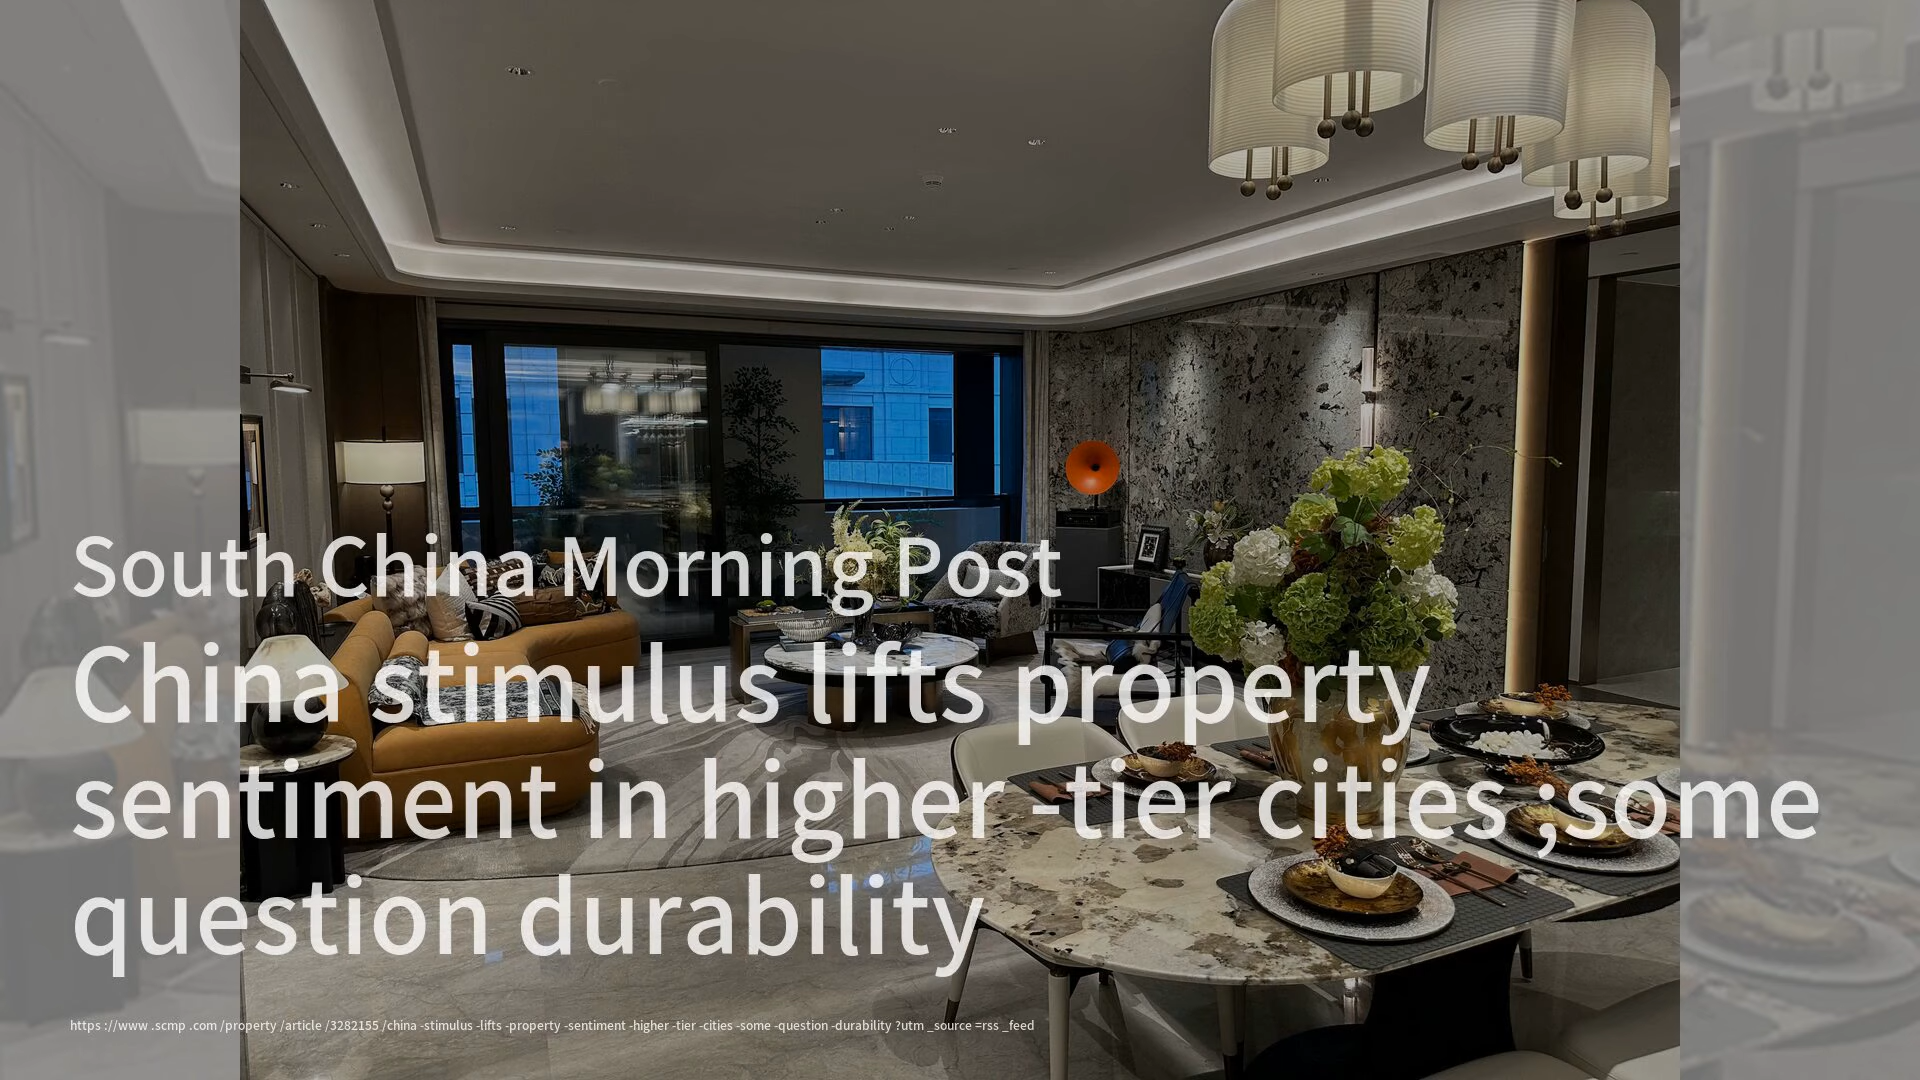 South China Morning Post
China stimulus lifts property
sentiment in higher -tier cities ;some
question durability
https://www .scmp .com /property /article /3282155 /china -stimulus -lifts -property -sentiment -higher -tier -cities -some -question -durability ?utm _source =rss _feed